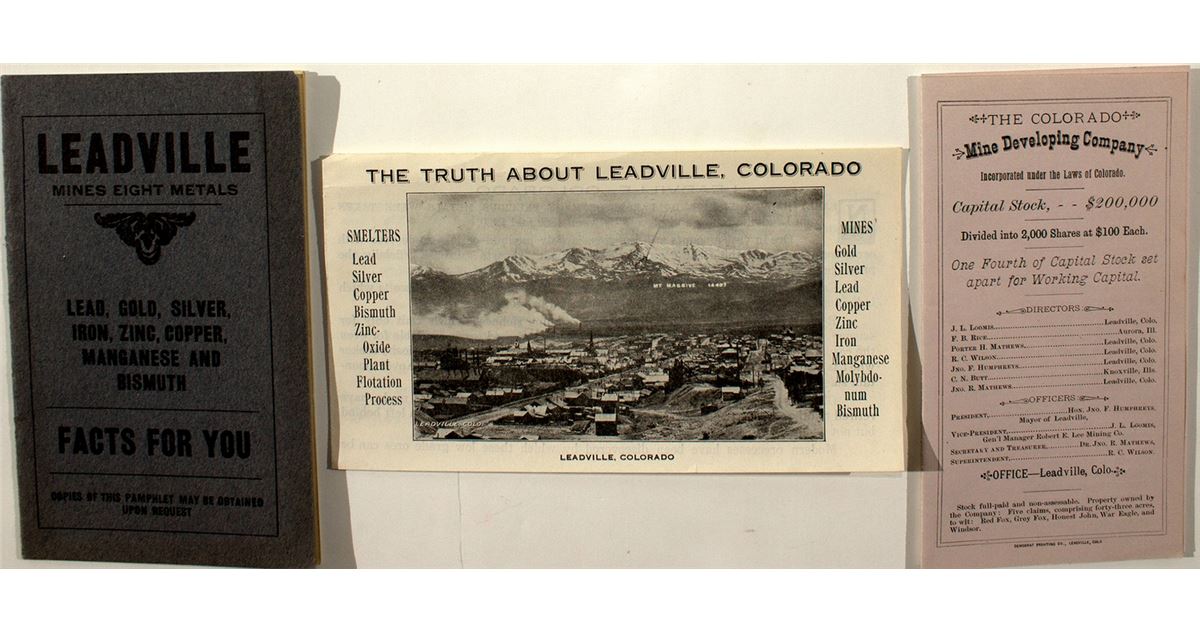 LEADVILLE
MINES EIGHT METALS
LEAD, GOLD, SILVER,
IRON, ZINC, COPPER,
MANGANESE AND
BISMUTH
FACTS FOR YOU
COPIES OF THIS PAMPHLET MAY BE OBTAINED
UPON REQUEST
THE TRUTH ABOUT LEADVILLE, COLORADO
SMELTERS
Lead
Silver
Copper
Bismuth
Zinc-
Oxide
Plant
Flotation
Process
MT MASSIVE
LEADVILLE, COLO.
MINES
Gold
Silver
Lead
Copper
Zinc
Iron
Manganese
Molybdo-
num
Bismuth
LEADVILLE, COLORADO
THE COLORADO
Mine Developing Company
Incorporated under the Laws of Colorado.
Capital Stock, - - $200,000
Divided into 2,000 Shares at $100 Each.
One Fourth of Capital Stock set
apart for Working Capital.
DIRECTORS
J. L. Loomis, Leadville, Colo.
F. B. Rice, Aurora, Ill.
Porter H. Mathews, Leadville, Colo.
R. C. Wilson, Leadville, Colo.
Jno. F. Humphreys, Leadville, Colo.
C. N. Butt, Knoxville, Ills.
Jno. R. Mathews, Leadville, Colo.
OFFICERS
President, Hon. Jno. F. Humphreys,
Mayor of Leadville,
Vice-President, J. L. Loomis,
Gen'l Manager Robert E. Lee Mining Co.
Secretary and Treasurer, Dr. Jno. R. Mathews,
Superintendent, R. C. Wilson.
OFFICE—Leadville, Colo.
Stock full-paid and non-assessable. Property owned by
the Company: Five claims, comprising forty-three acres,
to wit: Red Fox, Grey Fox, Honest John, War Eagle, and
Windsor.
DEMOCRAT PRINTING CO., LEADVILLE, COLO